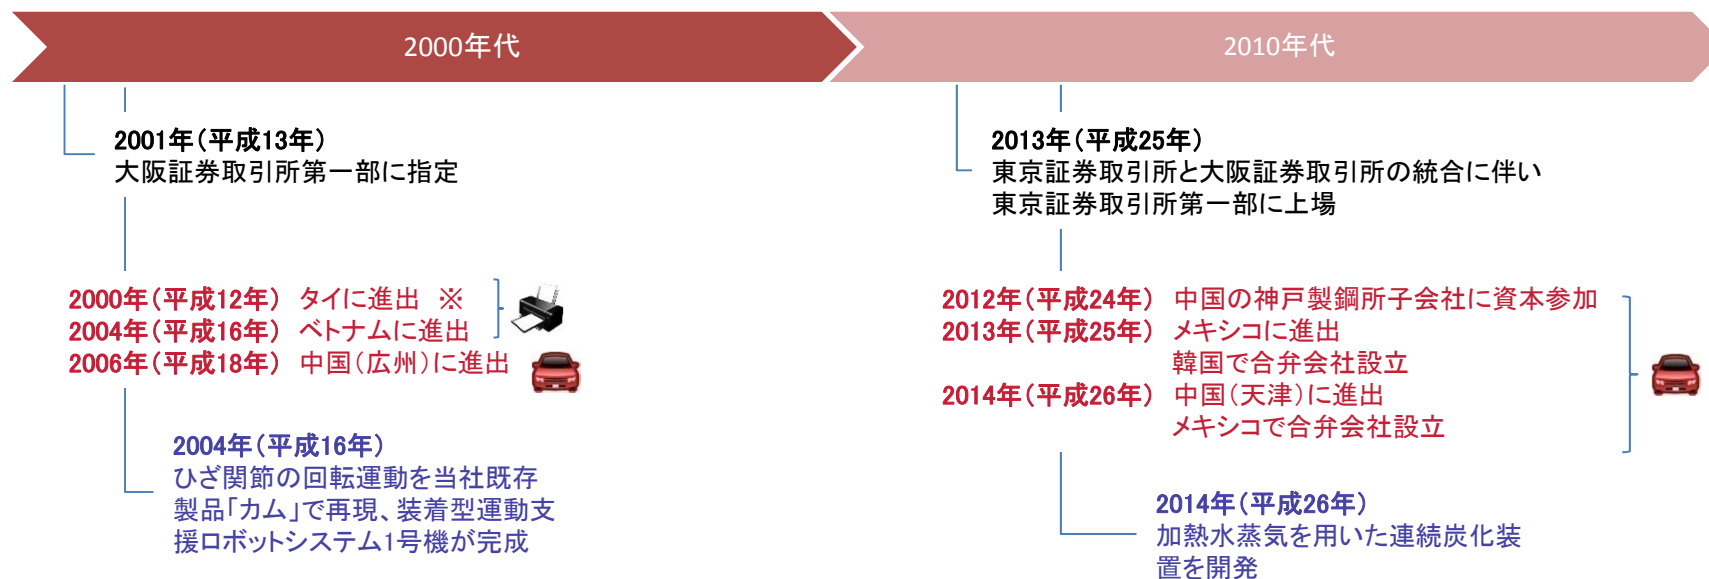 2000年代
2001年（平成13年）
大阪証券取引所第一部に指定
2000年（平成12年） タイに進出 ※
2004年（平成16年） ベトナムに進出
2006年（平成18年） 中国（広州）に進出
2004年（平成16年）
ひざ関節の回転運動を当社既存
製品「カム」で再現、装着型運動支
援ロボットシステム1号機が完成
2010年代
2013年（平成25年）
東京証券取引所と大阪証券取引所の統合に伴い
東京証券取引所第一部に上場
2012年（平成24年） 中国の神戸製鋼所子会社に資本参加
2013年（平成25年） メキシコに進出
韓国で合弁会社設立
2014年（平成26年） 中国（天津）に進出
メキシコで合弁会社設立
2014年（平成26年）
加熱水蒸気を用いた連続炭化装
置を開発